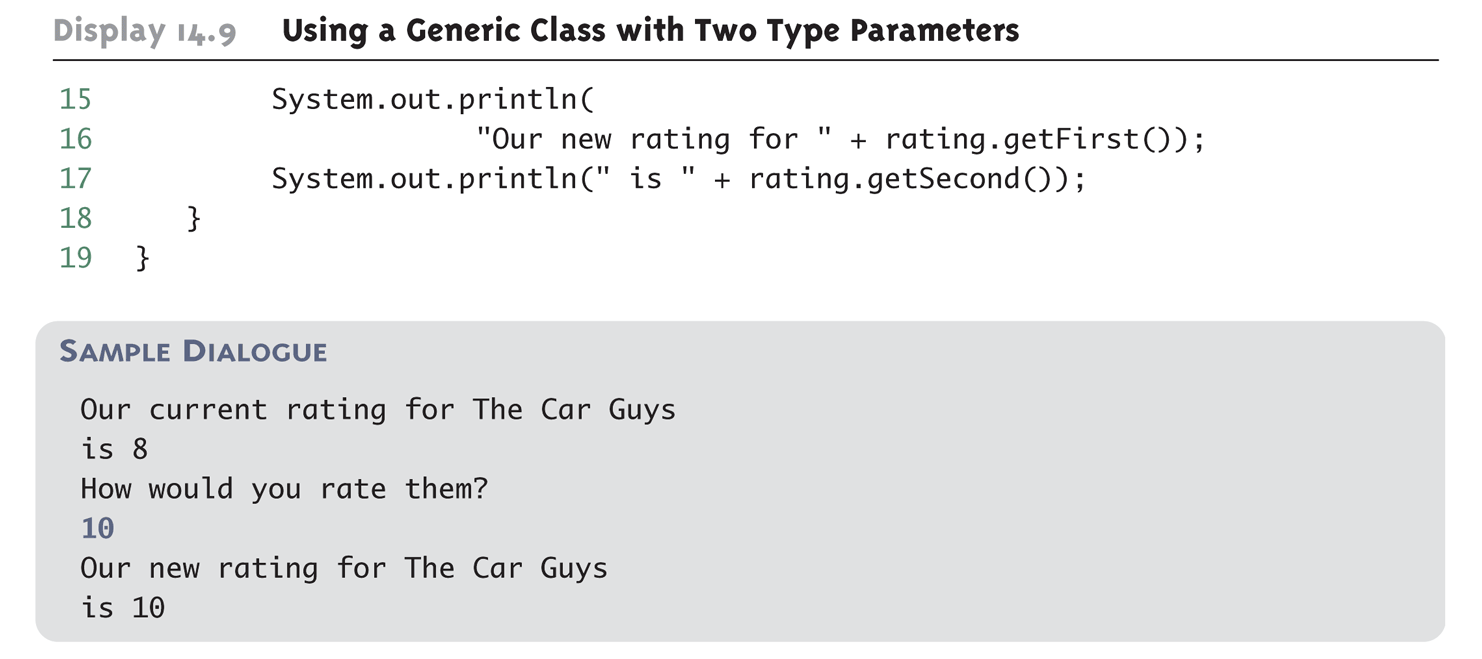 Display 14.9 Using a Generic Class with Two Type Parameters
15 System.out.println(
16 "Our new rating for " + rating.getFirst());
17 System.out.println(" is " + rating.getSecond());
18 }
19 }
SAMPLE DIALOGUE
Our current rating for The Car Guys
is 8
How would you rate them?
10
Our new rating for The Car Guys
is 10